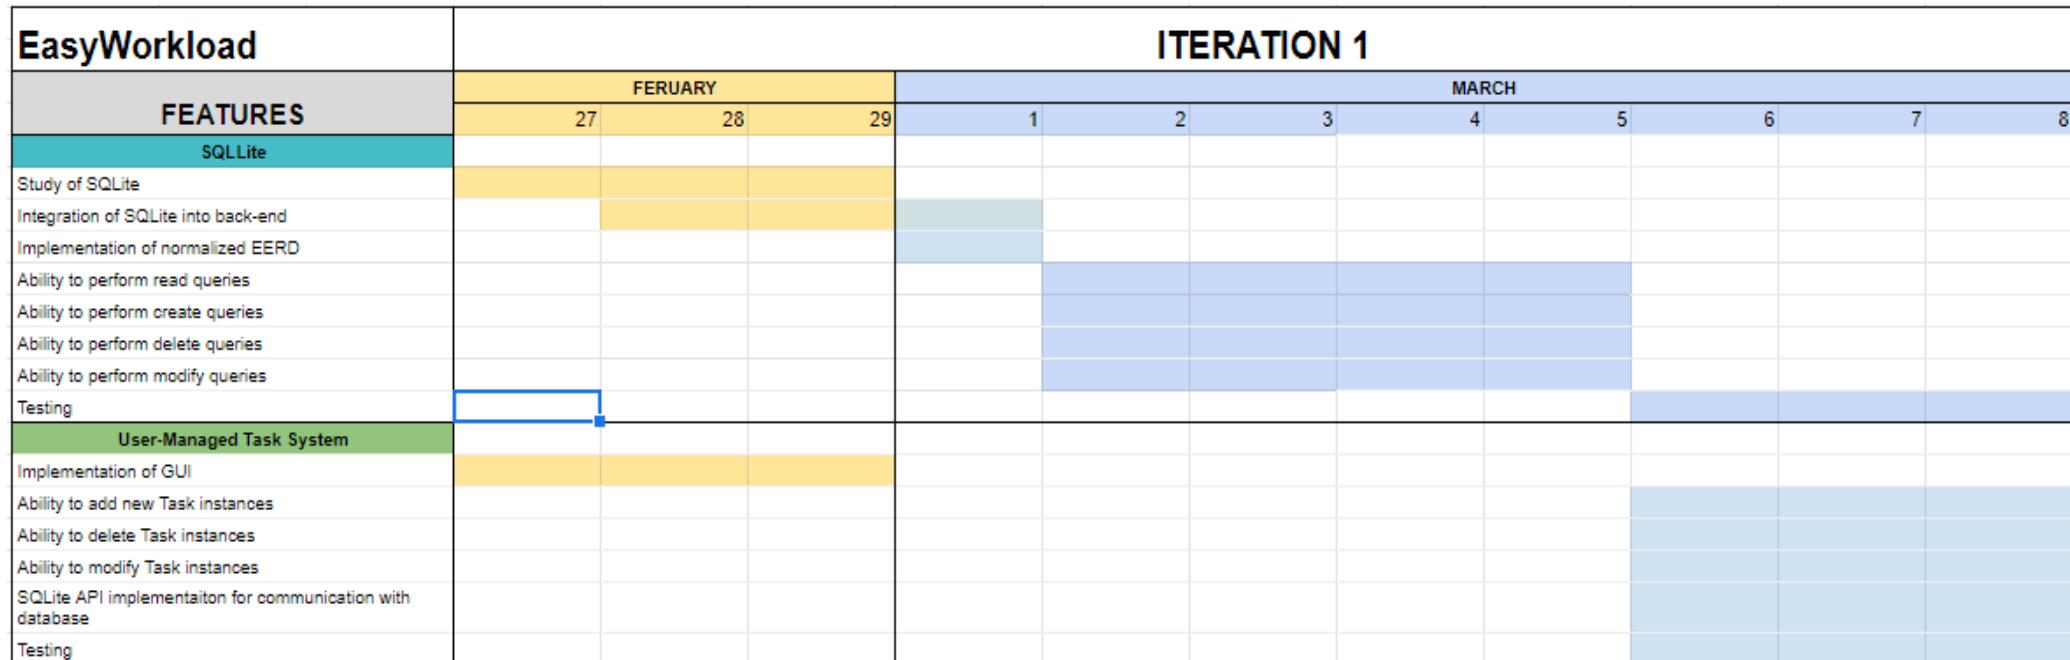 EasyWorkload
ITERATION 1
FEATURES
FERUARY
MARCH
27 28 29 1 2 3 4 5 6 7 8
SQLLite
Study of SQLite
Integration of SQLite into back-end
Implementation of normalized EERD
Ability to perform read queries
Ability to perform create queries
Ability to perform delete queries
Ability to perform modify queries
Testing
User-Managed Task System
Implementation of GUI
Ability to add new Task instances
Ability to delete Task instances
Ability to modify Task instances
SQLite API implementaiton for communication with
database
Testing